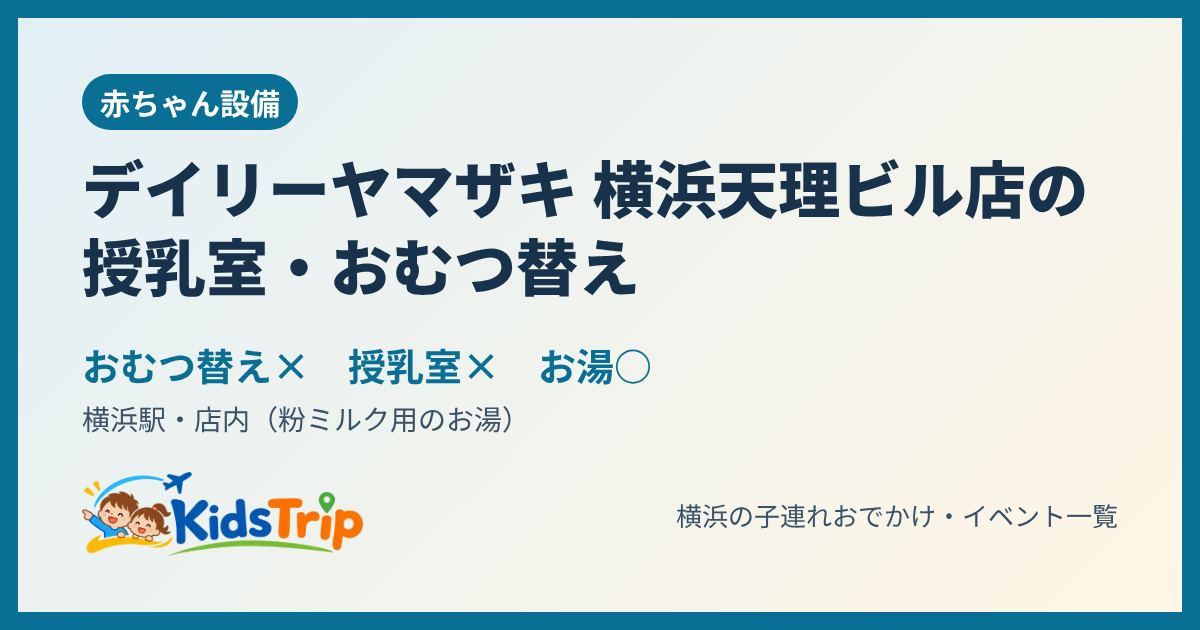 赤ちゃん設備
デイリーヤマザキ 横浜天理ビル店の
授乳室・おむつ替え
おむつ替え×　授乳室×　お湯○
横浜駅・店内（粉ミルク用のお湯）
KidsTrip
横浜の子連れおでかけ・イベント一覧